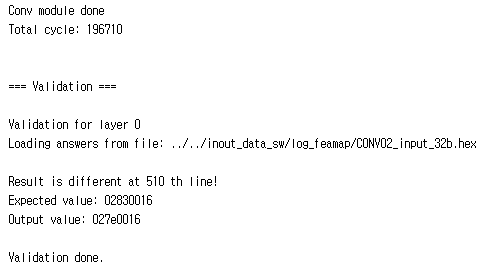 Conv module done
Total cycle: 196710
=== Validation ===
Validation for layer 0
Loading answers from file: ../../inout_data_sw/log_feamap/CONV02_input_32b.hex
Result is different at 510 th line!
Expected value: 02830016
Output value: 027e0016
Validation done.